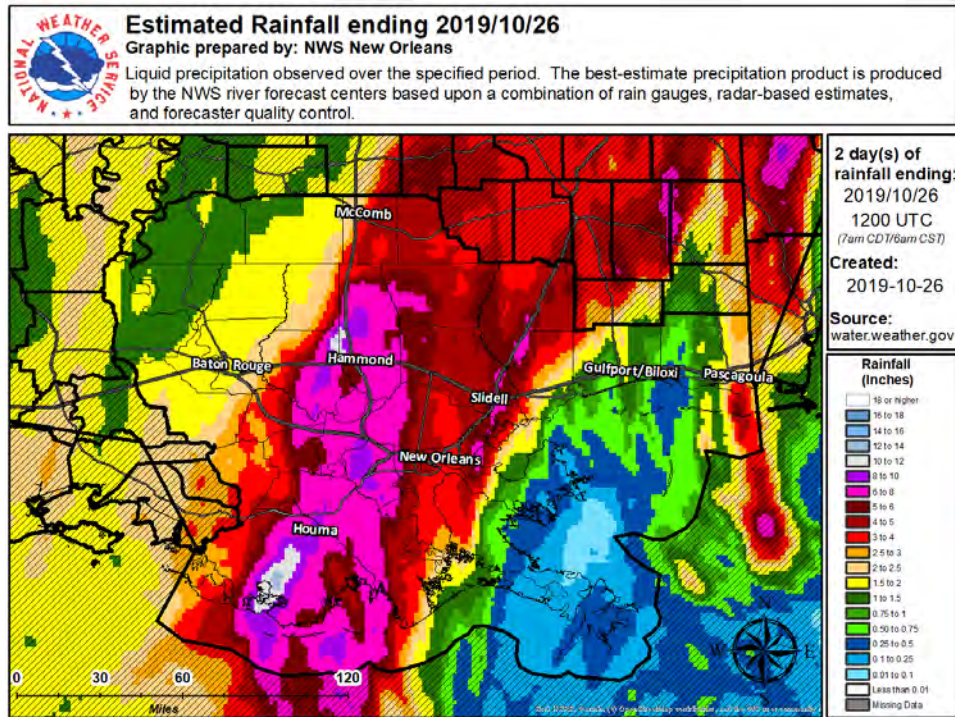 NATIONAL WEATHER SERVICE
Estimated Rainfall ending 2019/10/26
Graphic prepared by: NWS New Orleans
Liquid precipitation observed over the specified period. The best-estimate precipitation product is produced
by the NWS river forecast centers based upon a combination of rain gauges, radar-based estimates,
and forecaster quality control.
2 day(s) of
rainfall ending:
2019/10/26
1200 UTC
(7am CDT/6am CST)
Created:
2019-10-26
Source:
water.weather.gov
McComb
Baton Rouge
Hammond
Gulfport/Biloxi
Pascagoula
Slidell
New Orleans
Houma
N
W
E
0 30 60 120
Miles
Rainfall
(Inches)
18 or higher
16 to 18
14 to 16
12 to 14
10 to 12
8 to 10
6 to 8
5 to 6
4 to 5
3 to 4
2.5 to 3
2 to 2.5
1.5 to 2
1 to 1.5
0.75 to 1
0.50 to 0.75
0.25 to 0.5
0.1 to 0.25
0.01 to 0.1
Less than 0.01
Missing Data